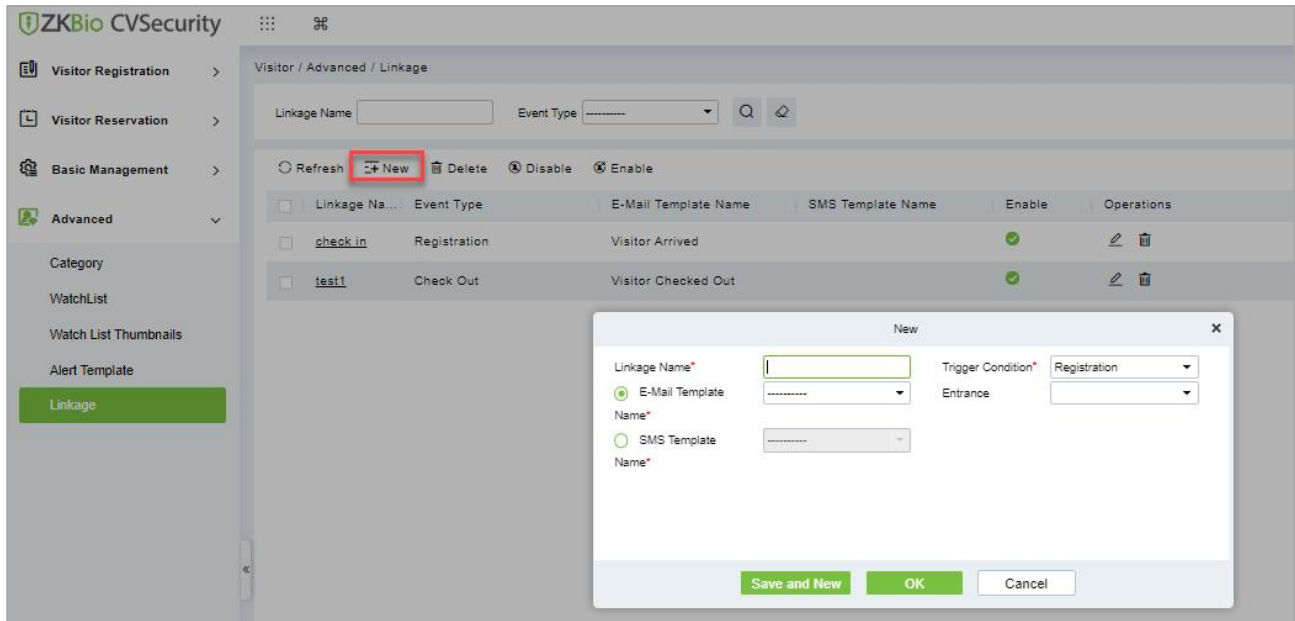 ZKBio CVSecurity
Visitor Registration
Visitor / Advanced / Linkage
Linkage Name Event Type ----------
Visitor Reservation
Basic Management
Refresh New Delete Disable Enable
Linkage Na... Event Type E-Mail Template Name SMS Template Name Enable Operations
Advanced
check in Registration Visitor Arrived
Category
test1 Check Out Visitor Checked Out
WatchList
Watch List Thumbnails
Alert Template
Linkage
New
Linkage Name* Trigger Condition* Registration
E-Mail Template ---------- Entrance
Name*
SMS Template ----------
Name*
Save and New OK Cancel